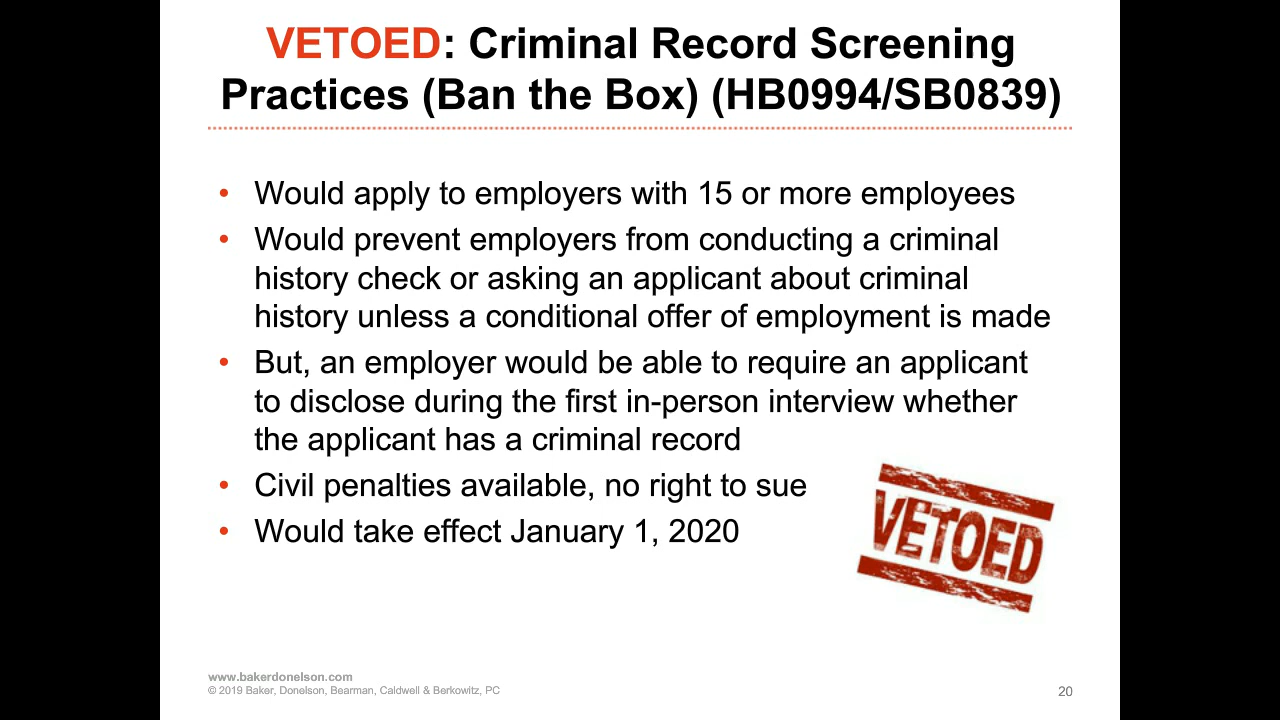 VETOED: Criminal Record Screening
Practices (Ban the Box) (HB0994/SB0839)
• Would apply to employers with 15 or more employees
• Would prevent employers from conducting a criminal
history check or asking an applicant about criminal
history unless a conditional offer of employment is made
• But, an employer would be able to require an applicant
to disclose during the first in-person interview whether
the applicant has a criminal record
• Civil penalties available, no right to sue
• Would take effect January 1, 2020
VETOED
www.bakerdonelson.com
© 2019 Baker, Donelson, Bearman, Caldwell & Berkowitz, PC
20